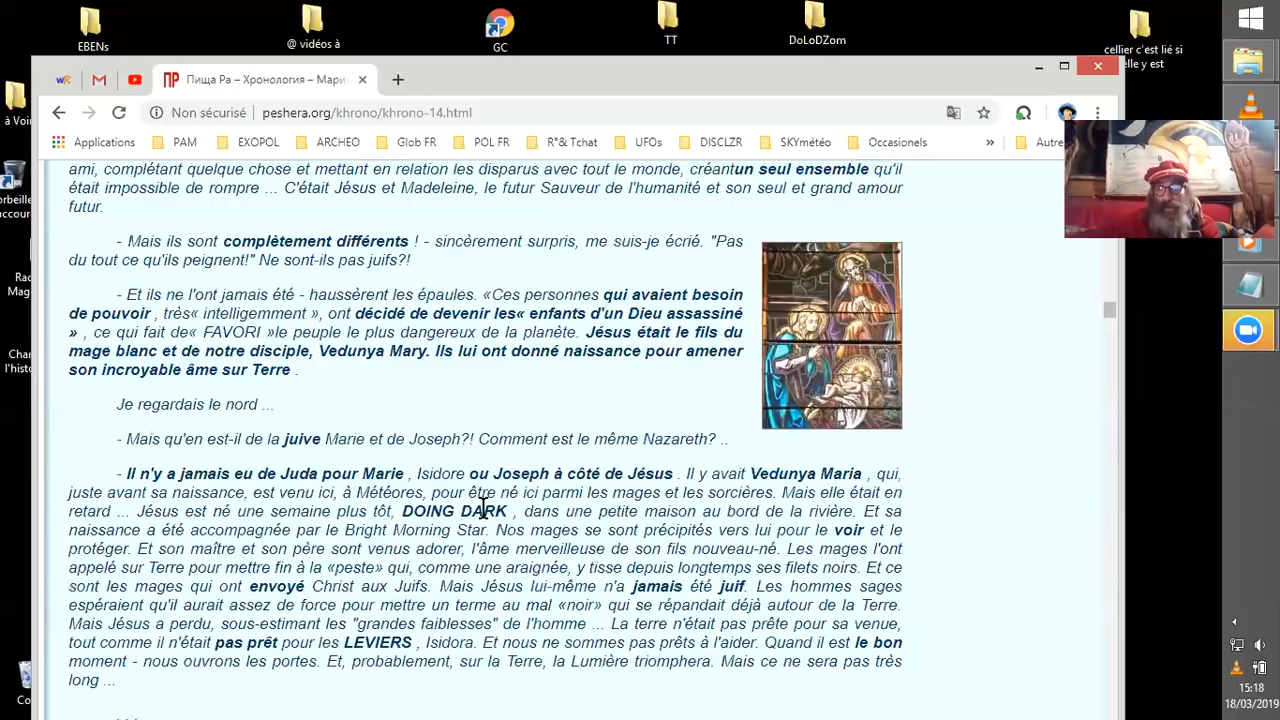 EBENs
@ vidéos à
GC
TT
DoLoDZom
cellier c'est lié si
elle y est
Пища Ра – Хронология – Мари
Non sécurisé
peshera.org/khrono/khrono-14.html
Applications
PAM
EXOPOL
ARCHEO
Glob FR
POL FR
R°& Tchat
UFOs
DISCLZR
SKYmétéo
Occasionels
»
Autre
à Voir
ami, complétant quelque chose et mettant en relation les disparus avec tout le monde, créantun seul ensemble qu'il
était impossible de rompre ... C'était Jésus et Madeleine, le futur Sauveur de l'humanité et son seul et grand amour
futur.
- Mais ils sont complètement différents ! - sincèrement surpris, me suis-je écrié. "Pas
du tout ce qu'ils peignent!" Ne sont-ils pas juifs?!
- Et ils ne l'ont jamais été - haussèrent les épaules. «Ces personnes qui avaient besoin
de pouvoir , très« intelligemment », ont décidé de devenir les« enfants d'un Dieu assassiné
» , ce qui fait de« FAVORI »le peuple le plus dangereux de la planète. Jésus était le fils du
mage blanc et de notre disciple, Vedunya Mary. Ils lui ont donné naissance pour amener
son incroyable âme sur Terre .
Je regardais le nord ...
- Mais qu'en est-il de la juive Marie et de Joseph?! Comment est le même Nazareth? ..
- Il n'y a jamais eu de Juda pour Marie , Isidore ou Joseph à côté de Jésus . Il y avait Vedunya Maria , qui,
juste avant sa naissance, est venu ici, à Météores, pour être né ici parmi les mages et les sorcières. Mais elle était en
retard ... Jésus est né une semaine plus tôt, DOING DARK , dans une petite maison au bord de la rivière. Et sa
naissance a été accompagnée par le Bright Morning Star. Nos mages se sont précipités vers lui pour le voir et le
protéger. Et son maître et son père sont venus adorer, l'âme merveilleuse de son fils nouveau-né. Les mages l'ont
appelé sur Terre pour mettre fin à la «peste» qui, comme une araignée, y tisse depuis longtemps ses filets noirs. Et ce
sont les mages qui ont envoyé Christ aux Juifs. Mais Jésus lui-même n'a jamais été juif. Les hommes sages
espéraient qu'il aurait assez de force pour mettre un terme au mal «noir» qui se répandait déjà autour de la Terre.
Mais Jésus a perdu, sous-estimant les "grandes faiblesses" de l'homme ... La terre n'était pas prête pour sa venue,
tout comme il n'était pas prêt pour les LEVIERS , Isidora. Et nous ne sommes pas prêts à l'aider. Quand il est le bon
moment - nous ouvrons les portes. Et, probablement, sur la Terre, la Lumière triomphera. Mais ce ne sera pas très
long ...
15:18
18/03/2019